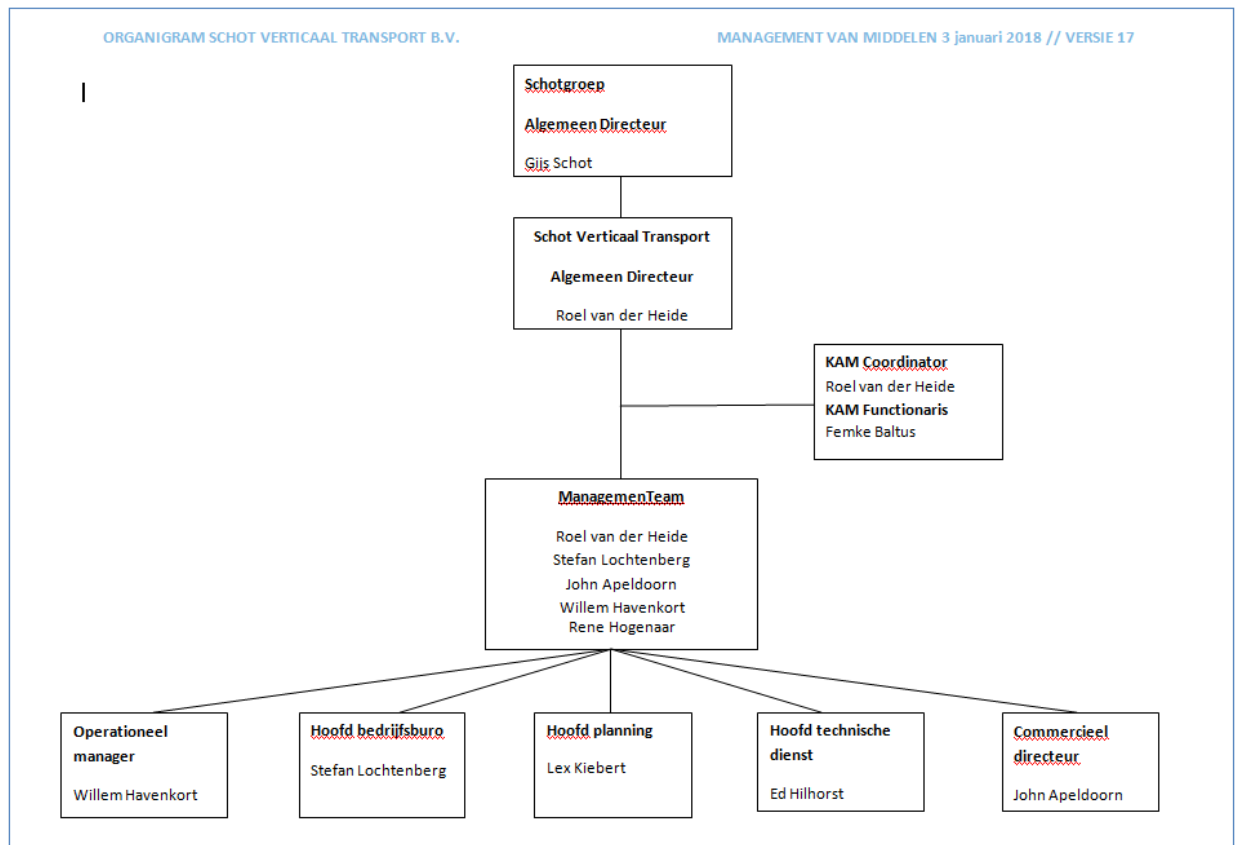 ORGANIGRAM SCHOT VERTICAAL TRANSPORT B.V.
MANAGEMENT VAN MIDDELEN 3 januari 2018 // VERSIE 17
Schotgroep
Algemeen Directeur
Gijs Schot
Schot Verticaal Transport
Algemeen Directeur
Roel van der Heide
KAM Coordinator
Roel van der Heide
KAM Functionaris
Femke Baltus
ManagemenTeam
Roel van der Heide
Stefan Lochtenberg
John Apeldoorn
Willem Havenkort
Rene Hogenaar
Operationeel
manager
Willem Havenkort
Hoofd bedrijfsburo
Stefan Lochtenberg
Hoofd planning
Lex Kiebert
Hoofd technische
dienst
Ed Hilhorst
Commercieel
directeur
John Apeldoorn